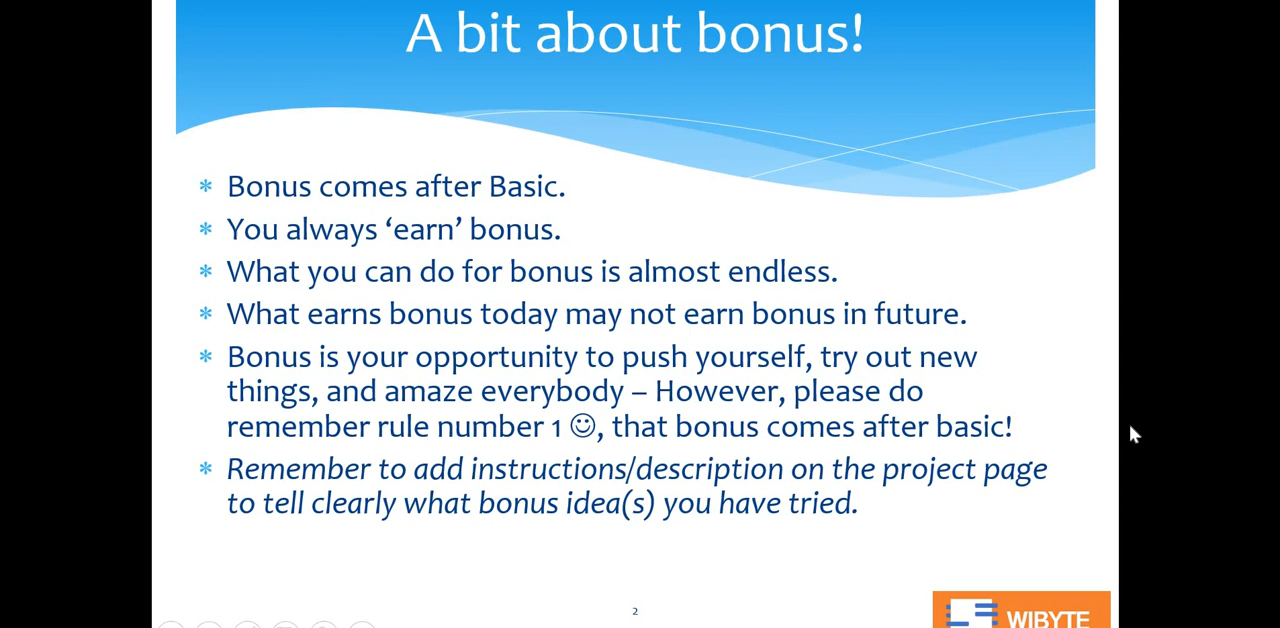 A bit about bonus!
Bonus comes after Basic.
You always ‘earn’ bonus.
What you can do for bonus is almost endless.
What earns bonus today may not earn bonus in future.
Bonus is your opportunity to push yourself, try out new
things, and amaze everybody – However, please do
remember rule number 1 ☺, that bonus comes after basic!
Remember to add instructions/description on the project page
to tell clearly what bonus idea(s) you have tried.
2
WIBYTE